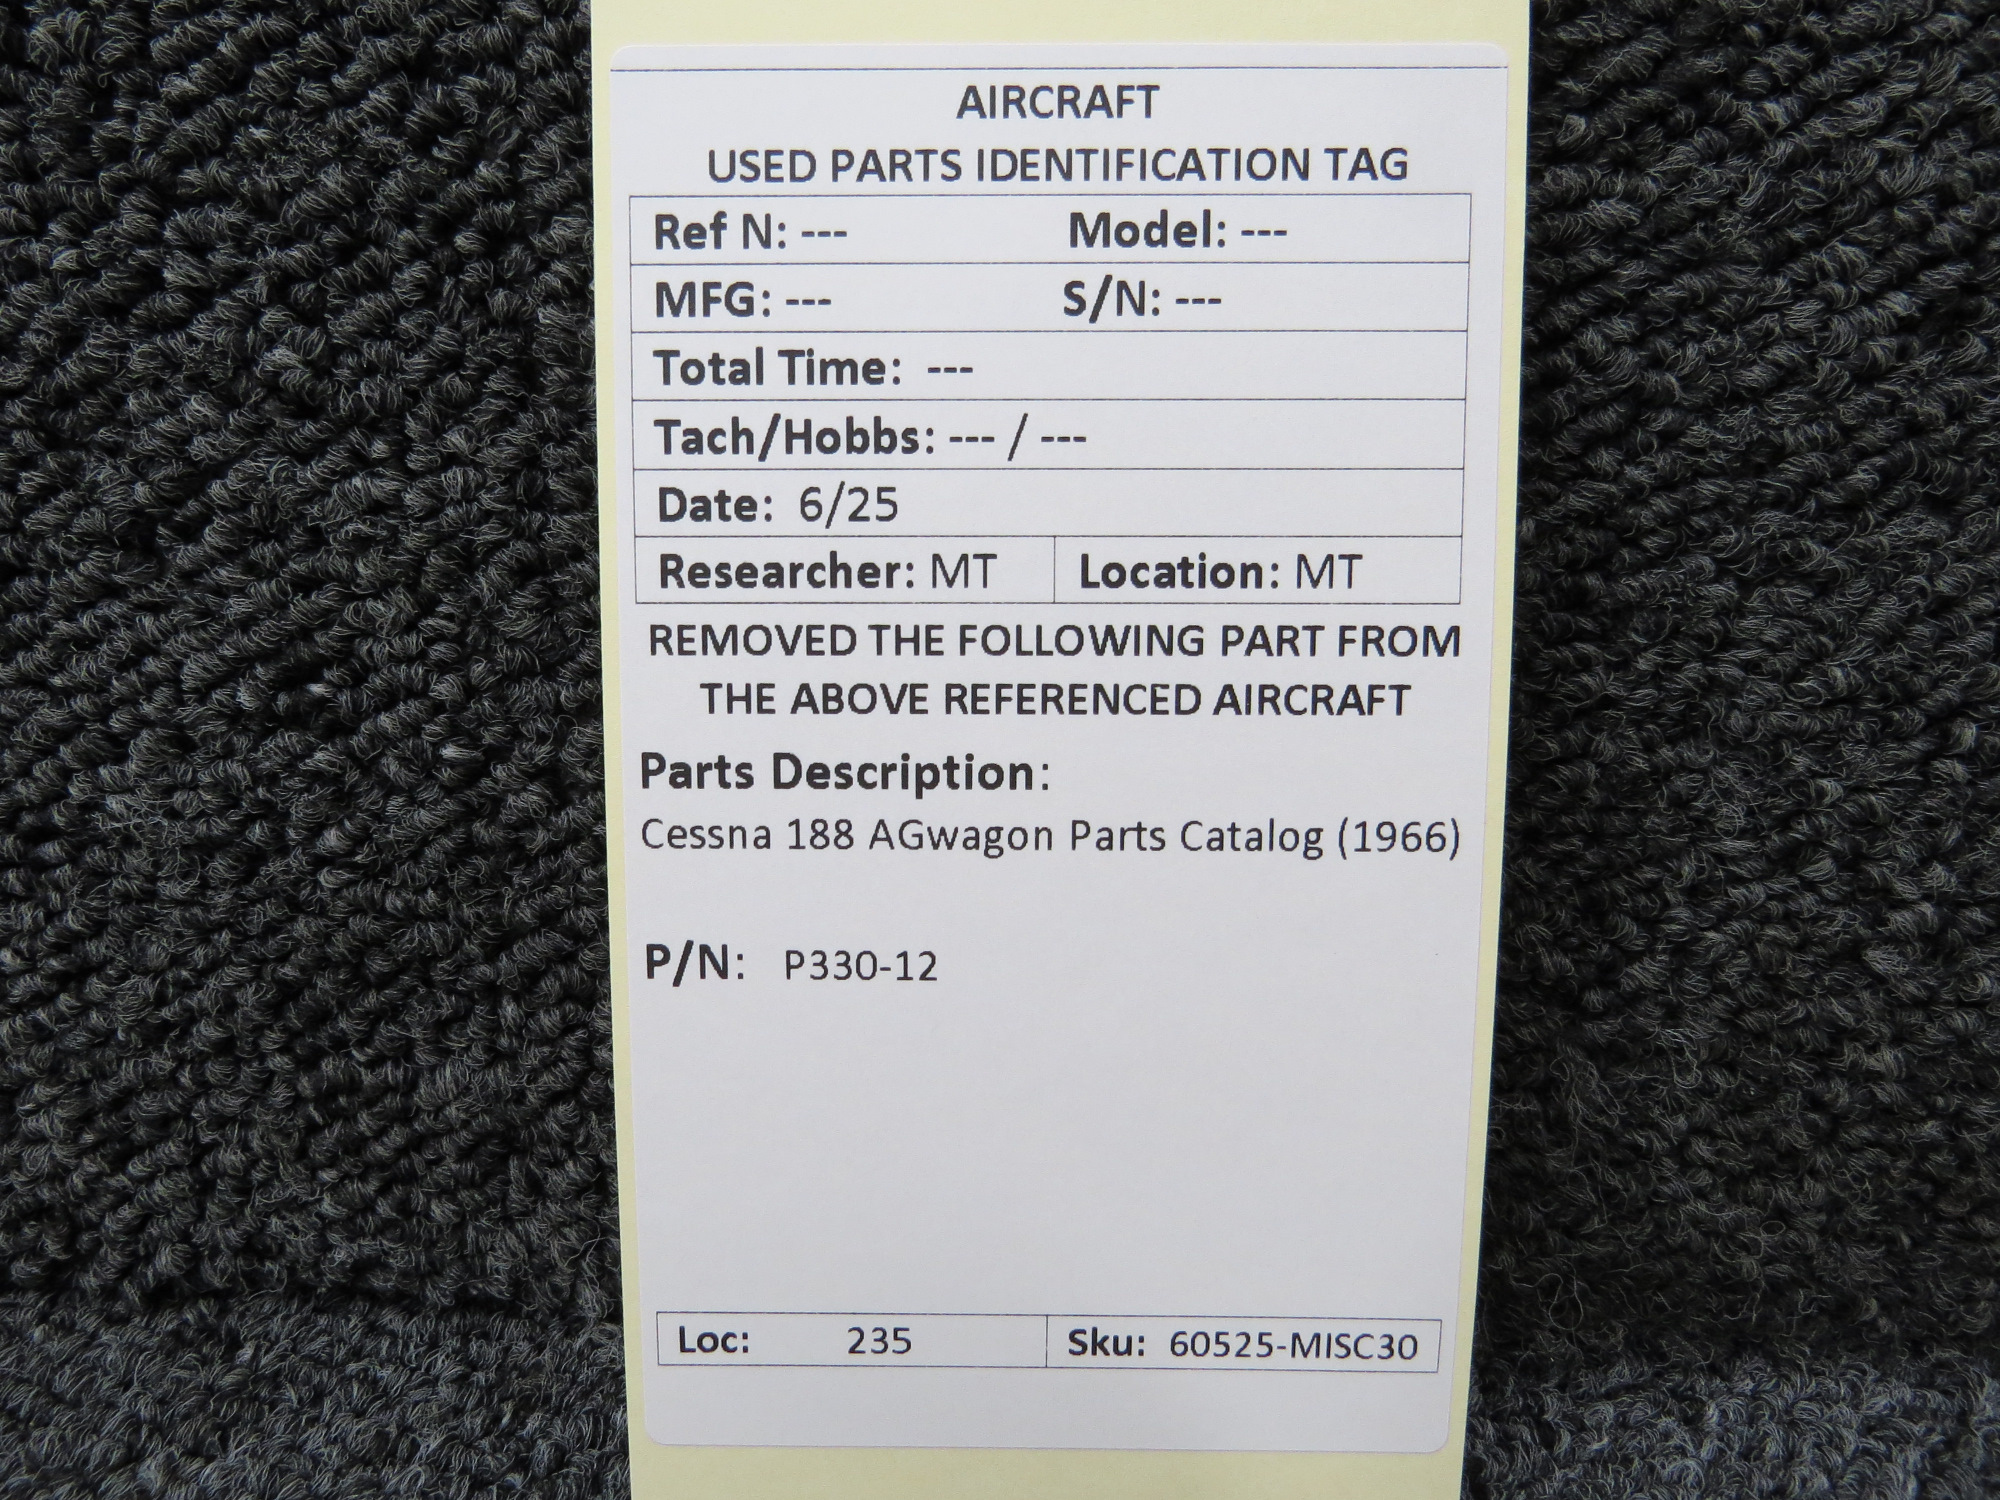 AIRCRAFT
USED PARTS IDENTIFICATION TAG
Ref N: --- Model: ---
MFG: --- S/N: ---
Total Time: ---
Tach/Hobbs: --- / ---
Date: 6/25
Researcher: MT Location: MT
REMOVED THE FOLLOWING PART FROM
THE ABOVE REFERENCED AIRCRAFT
Parts Description:
Cessna 188 AGwagon Parts Catalog (1966)
P/N: P330-12
Loc: 235 Sku: 60525-MISC30